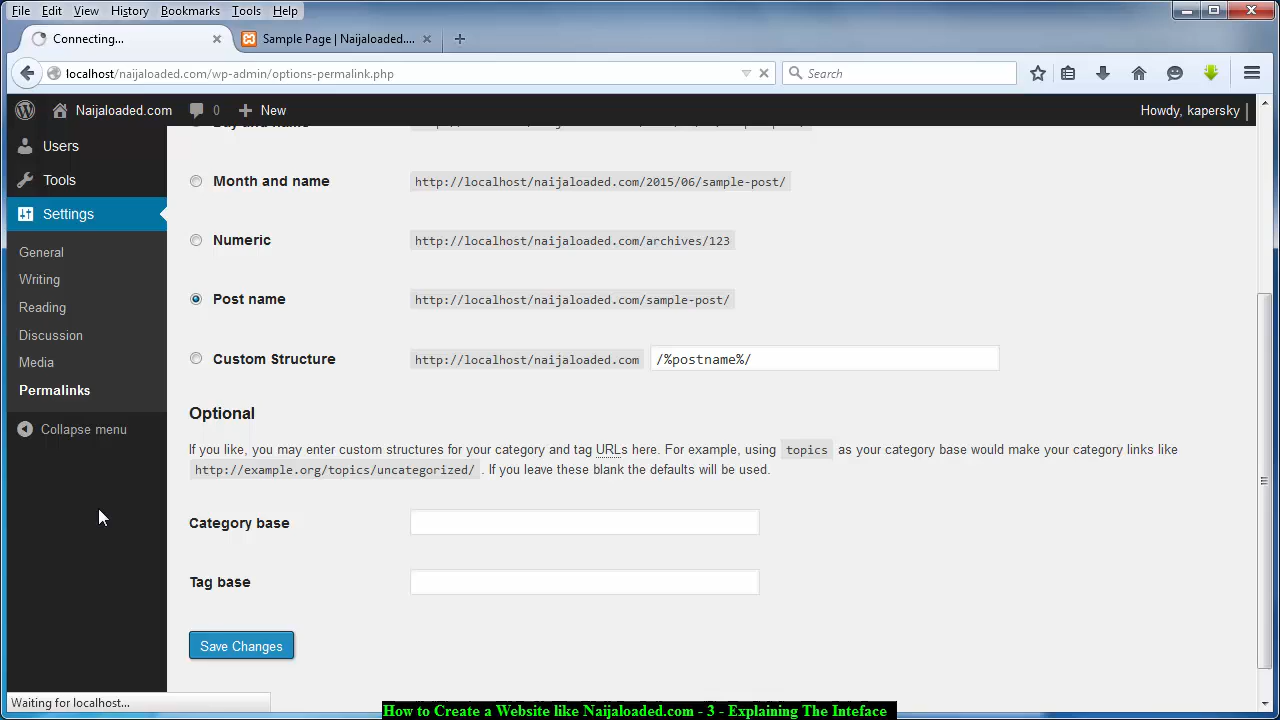 File Edit View History Bookmarks Tools Help
Connecting...
Sample Page | Naijaloaded....
localhost/naijaloaded.com/wp-admin/options-permalink.php
Search
Naijaloaded.com 0 New
Howdy, kapersky
Users
Tools
Settings
General
Writing
Reading
Discussion
Media
Permalinks
Collapse menu
Month and name http://localhost/naijaloaded.com/2015/06/sample-post/
Numeric http://localhost/naijaloaded.com/archives/123
Post name http://localhost/naijaloaded.com/sample-post/
Custom Structure http://localhost/naijaloaded.com /%postname%/
Optional
If you like, you may enter custom structures for your category and tag URLs here. For example, using topics as your category base would make your category links like
http://example.org/topics/uncategorized/ . If you leave these blank the defaults will be used.
Category base
Tag base
Save Changes
Waiting for localhost...
How to Create a Website like Naijaloaded.com - 3 - Explaining The Inteface